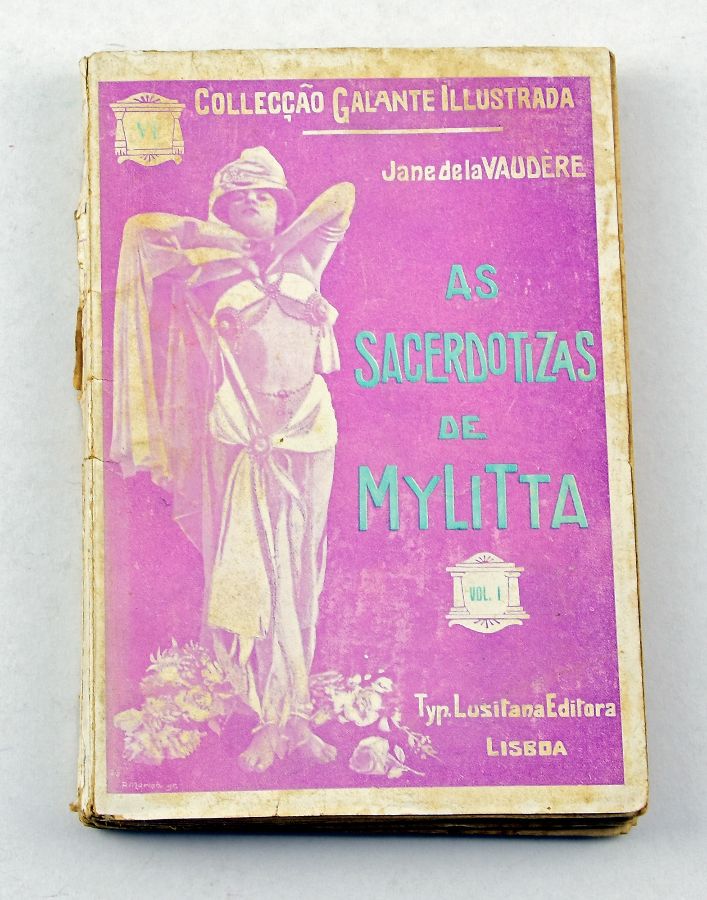 VI
COLLECÇÃO GALANTE ILLUSTRADA
Jane de la VAUDÈRE
AS
SACERDOTIZAS
DE
MYLITTA
VOL. I
Typ. Lusitana Editora
LISBOA